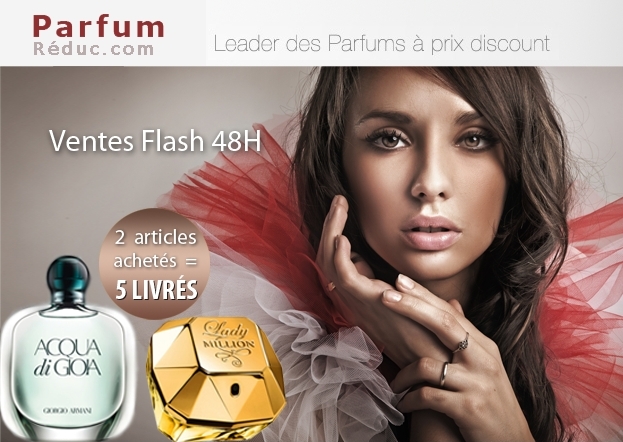 Parfum
Réduc.com
Leader des Parfums à prix discount
Ventes Flash 48H
2 articles
achetés =
5 LIVRÉS
ACQUA
di GIOIA
GIORGIO ARMANI
Lady
MILLION